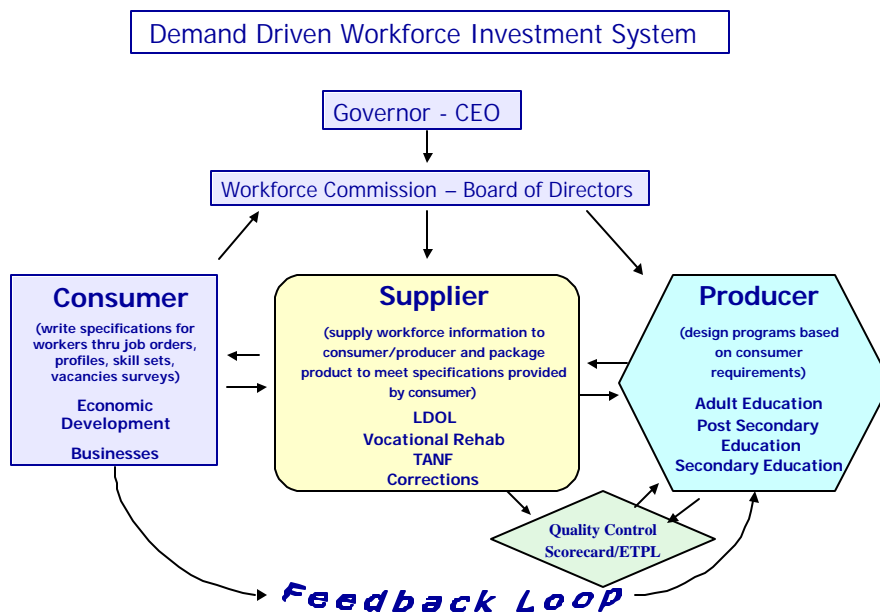 Demand Driven Workforce Investment System
Governor - CEO
Workforce Commission – Board of Directors
Consumer
(write specifications for
workers thru job orders,
profiles, skill sets,
vacancies surveys)
Economic
Development
Businesses
Supplier
(supply workforce information to
consumer/producer and package
product to meet specifications provided
by consumer)
LDOL
Vocational Rehab
TANF
Corrections
Producer
(design programs based
on consumer
requirements)
Adult Education
Post Secondary
Education
Secondary Education
Quality Control
Scorecard/ETPL
Feedback Loop